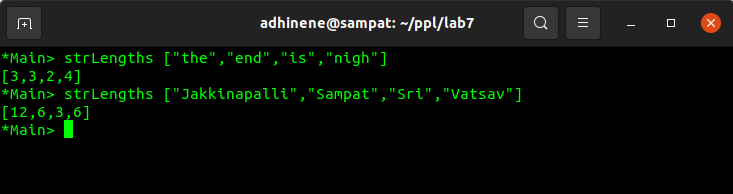 adhinene@sampat: ~/ppl/lab7
*Main> strLengths ["the","end","is","nigh"]
[3,3,2,4]
*Main> strLengths ["Jakkinapalli","Sampat","Sri","Vatsav"]
[12,6,3,6]
*Main>